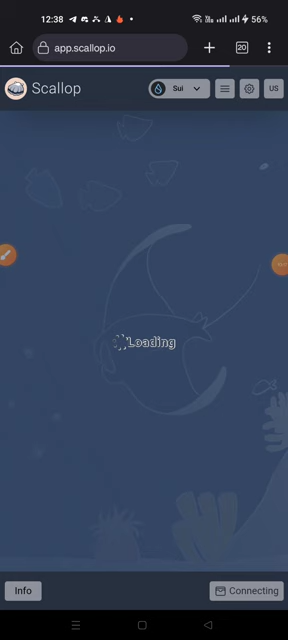 12:38
56%
app.scallop.io
20
Scallop
Sui
US
Loading
Info
Connecting